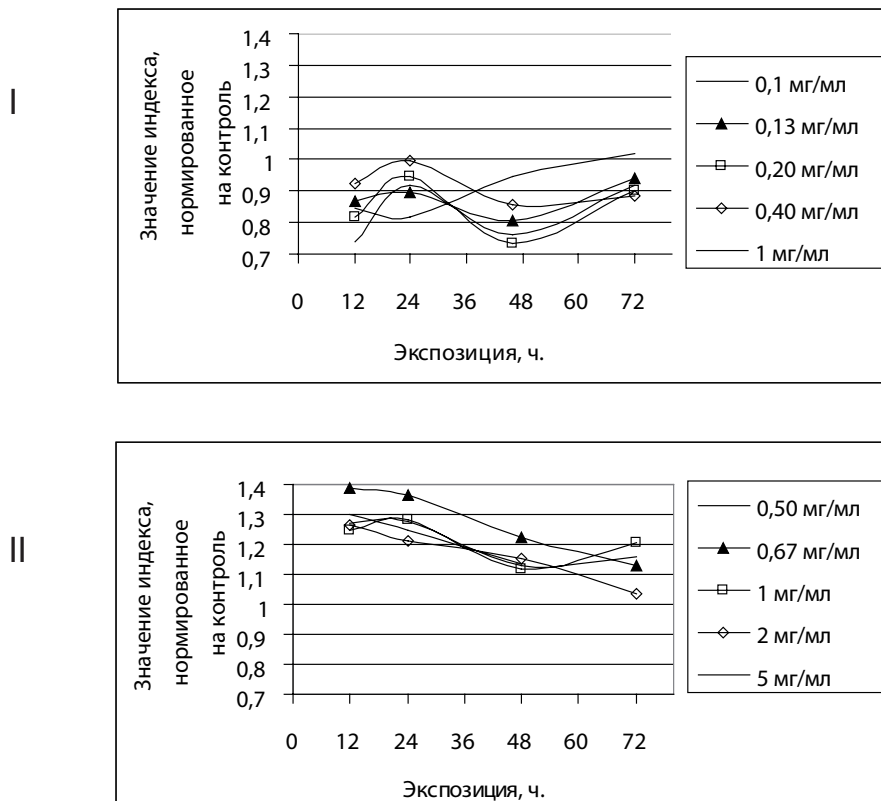 I
Значение индекса,
нормированное
на контроль
1,4
1,3
1,2
1,1
1
0,9
0,8
0,7
0 12 24 36 48 60 72
Экспозиция, ч.
0,1 мг/мл
0,13 мг/мл
0,20 мг/мл
0,40 мг/мл
1 мг/мл
II
Значение индекса,
нормированное
на контроль
1,4
1,3
1,2
1,1
1
0,9
0,8
0,7
0 12 24 36 48 60 72
Экспозиция, ч.
0,50 мг/мл
0,67 мг/мл
1 мг/мл
2 мг/мл
5 мг/мл